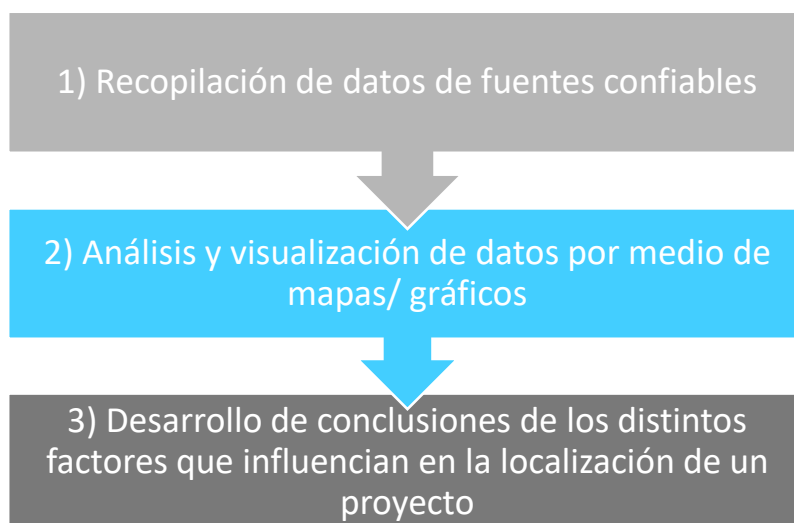 1) Recopilación de datos de fuentes confiables
2) Análisis y visualización de datos por medio de
mapas/ gráficos
3) Desarrollo de conclusiones de los distintos
factores que influencian en la localización de un
proyecto